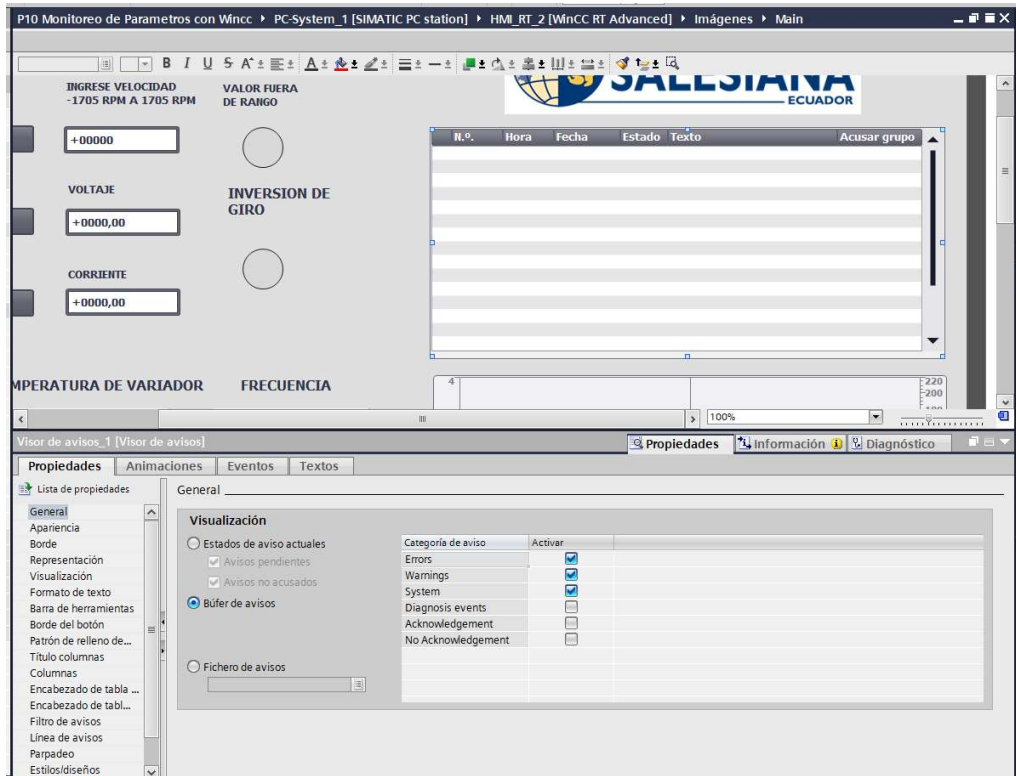 P10 Monitoreo de Parametros con Wincc ▸ PC-System_1 [SIMATIC PC station] ▸ HMI_RT_2 [WinCC RT Advanced] ▸ Imágenes ▸ Main
B I U S A
INGRESE VELOCIDAD
-1705 RPM A 1705 RPM
VALOR FUERA
DE RANGO
SALESIANA
ECUADOR
+00000
N.º. Hora Fecha Estado Texto Acusar grupo
VOLTAJE
INVERSION DE
GIRO
+0000,00
CORRIENTE
+0000,00
MPERATURA DE VARIADOR
FRECUENCIA
4
220
200
100%
Visor de avisos_1 [Visor de avisos]
Propiedades Información Diagnóstico
Propiedades Animaciones Eventos Textos
Lista de propiedades
General
General
Apariencia
Borde
Representación
Visualización
Formato de texto
Barra de herramientas
Borde del botón
Patrón de relleno de...
Título columnas
Columnas
Encabezado de tabla ...
Encabezado de tabl...
Filtro de avisos
Línea de avisos
Parpadeo
Estilos/diseños
Visualización
Estados de aviso actuales
Avisos pendientes
Avisos no acusados
Búfer de avisos
Fichero de avisos
Categoría de aviso Activar
Errors
Warnings
System
Diagnosis events
Acknowledgement
No Acknowledgement